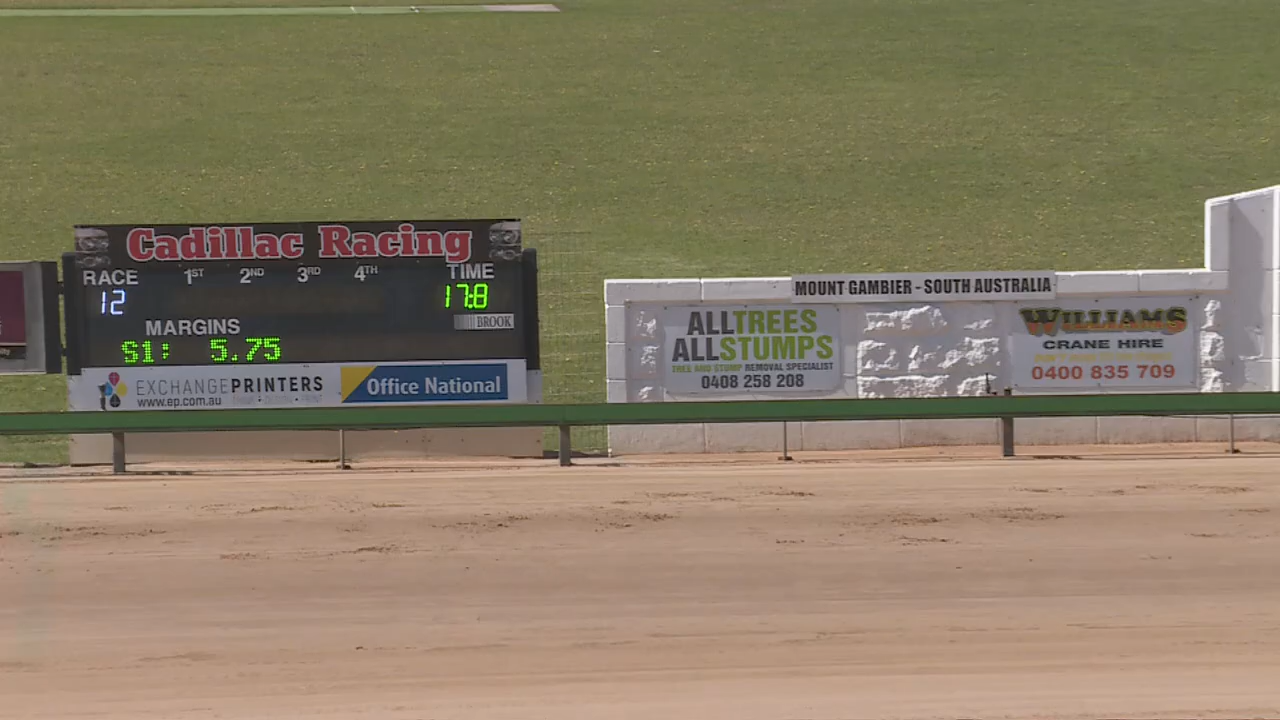 Cadillac Racing
RACE 1ST 2ND 3RD 4TH TIME
12 17:8
BROOK
MARGINS
S1: 5.75
EXCHANGEPRINTERS
www.ep.com.au
Office National
MOUNT GAMBIER - SOUTH AUSTRALIA
ALLTREES
ALLSTUMPS
TREE AND STUMP REMOVAL SPECIALIST
0408 258 208
WILLIAMS
CRANE HIRE
0400 835 709